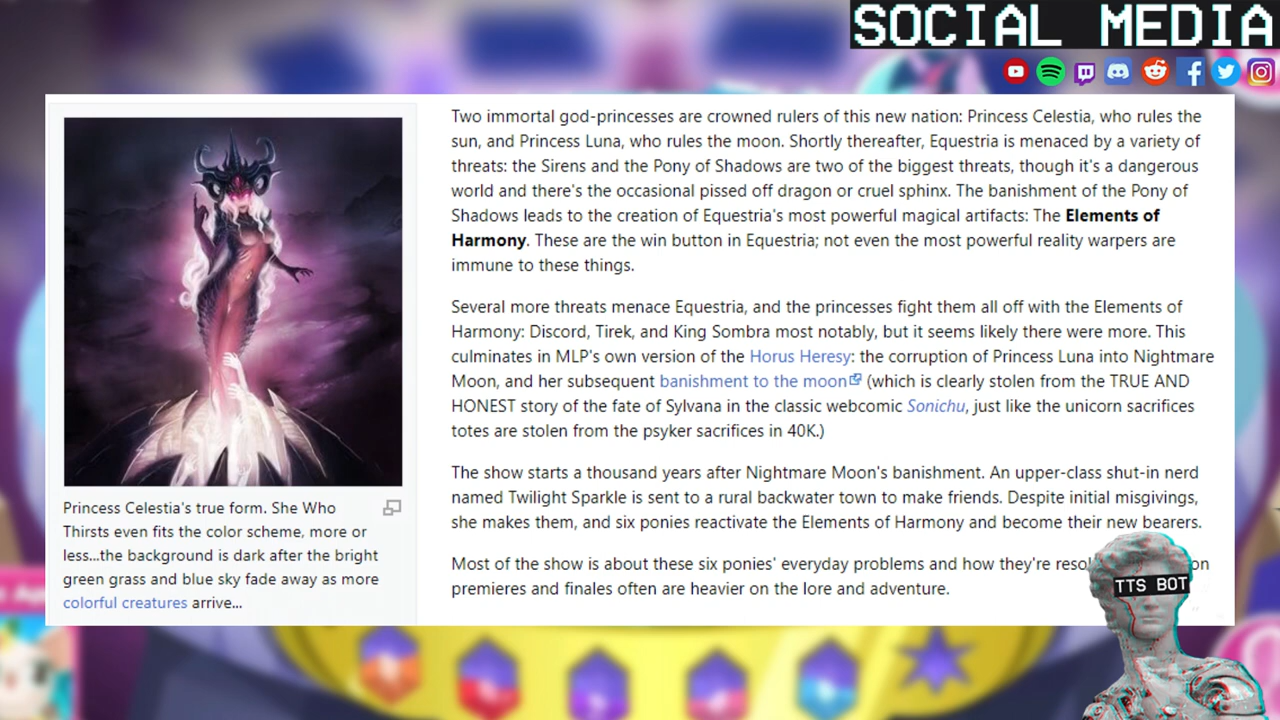 SOCIAL MEDIA
Two immortal god-princesses are crowned rulers of this new nation: Princess Celestia, who rules the
sun, and Princess Luna, who rules the moon. Shortly thereafter, Equestria is menaced by a variety of
threats: the Sirens and the Pony of Shadows are two of the biggest threats, though it's a dangerous
world and there's the occasional pissed off dragon or cruel sphinx. The banishment of the Pony of
Shadows leads to the creation of Equestria's most powerful magical artifacts: The Elements of
Harmony. These are the win button in Equestria; not even the most powerful reality warpers are
immune to these things.
Several more threats menace Equestria, and the princesses fight them all off with the Elements of
Harmony: Discord, Tirek, and King Sombra most notably, but it seems likely there were more. This
culminates in MLP's own version of the Horus Heresy: the corruption of Princess Luna into Nightmare
Moon, and her subsequent banishment to the moon (which is clearly stolen from the TRUE AND
HONEST story of the fate of Sylvana in the classic webcomic Sonichu, just like the unicorn sacrifices
totes are stolen from the psyker sacrifices in 40K.)
The show starts a thousand years after Nightmare Moon's banishment. An upper-class shut-in nerd
named Twilight Sparkle is sent to a rural backwater town to make friends. Despite initial misgivings,
she makes them, and six ponies reactivate the Elements of Harmony and become their new bearers.
Most of the show is about these six ponies' everyday problems and how they're
premieres and finales often are heavier on the lore and adventure.
Princess Celestia's true form. She Who
Thirsts even fits the color scheme, more or
less...the background is dark after the bright
green grass and blue sky fade away as more
colorful creatures arrive...
TTS BOT